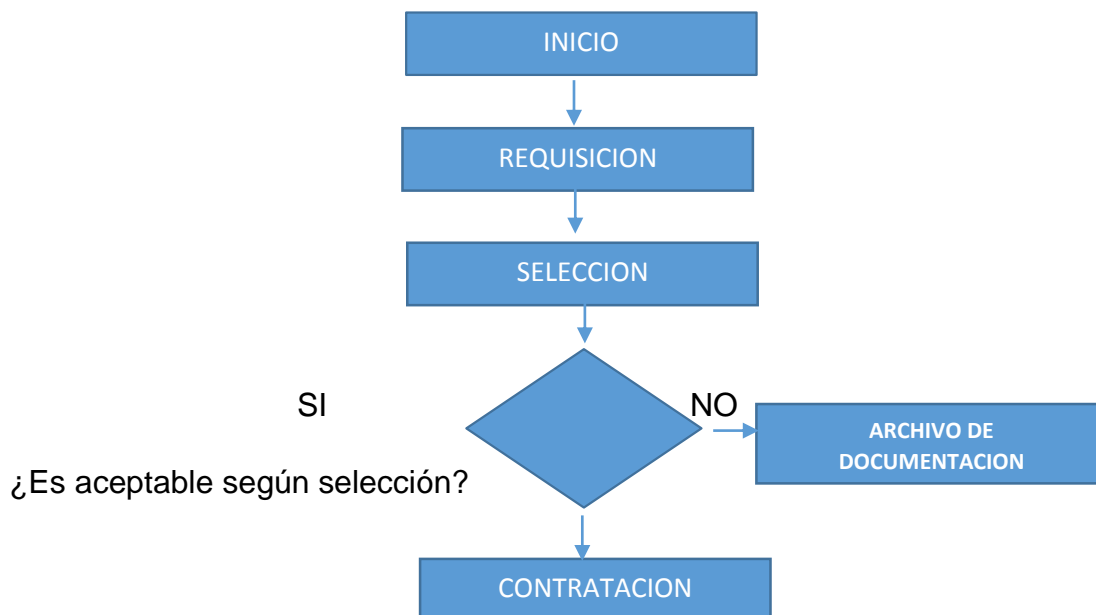 INICIO
REQUISICION
SELECCION
SI
NO
ARCHIVO DE
DOCUMENTACION
¿Es aceptable según selección?
CONTRATACION